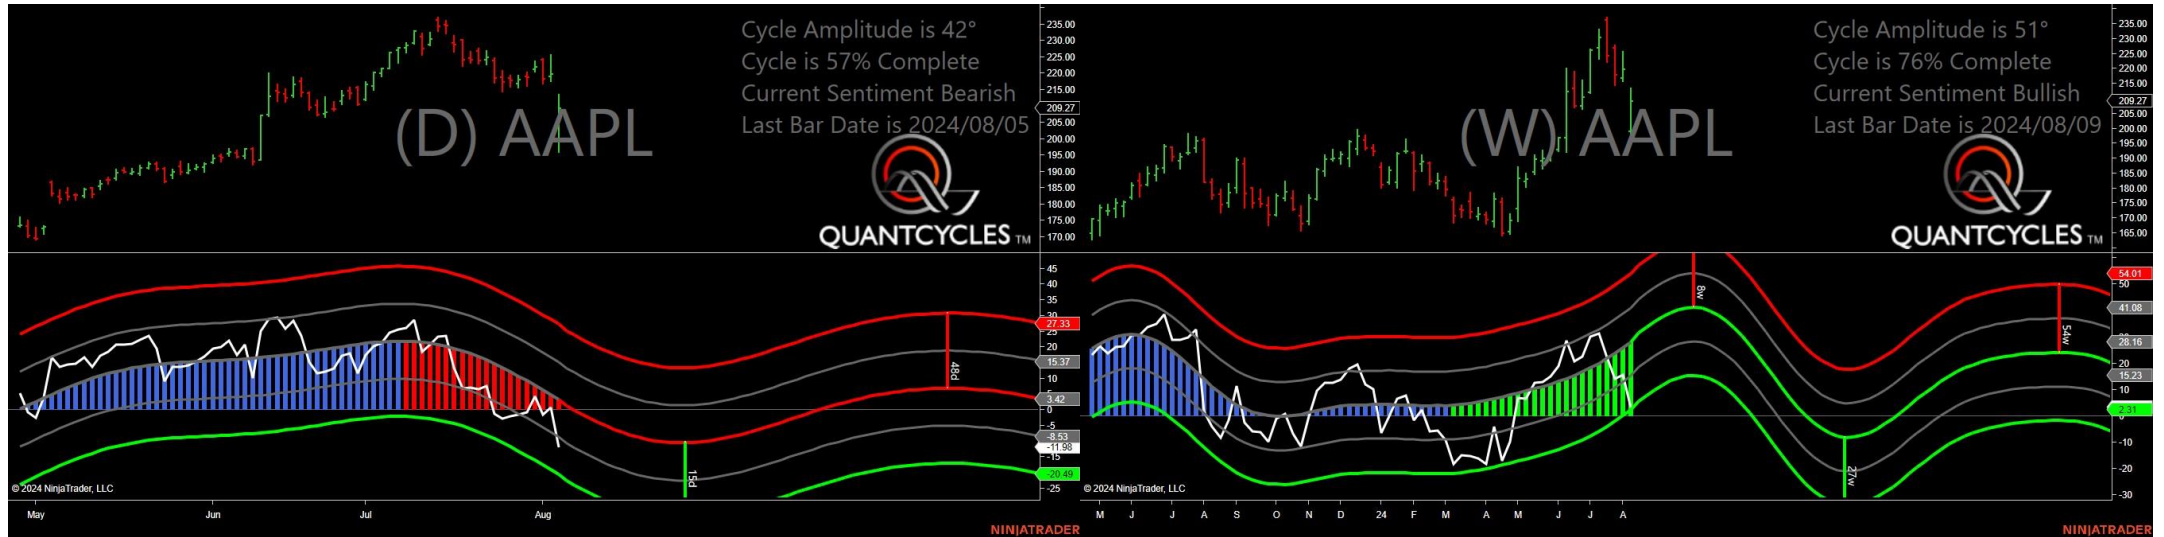 Cycle Amplitude is 42°
Cycle is 57% Complete
Current Sentiment Bearish
Last Bar Date is 2024/08/05
(D) AAPL
QUANTCYCLES TM
235.00
230.00
225.00
220.00
215.00
209.27
205.00
200.00
195.00
190.00
185.00
180.00
175.00
170.00
45
40
35
30
27.33
20
15.37
10
5
3.42
0
-5
-8.53
-11.98
-15
-20.49
-25
48d
15d
© 2024 NinjaTrader, LLC
May Jun Jul Aug
NINJATRADER
Cycle Amplitude is 51°
Cycle is 76% Complete
Current Sentiment Bullish
Last Bar Date is 2024/08/09
(W) AAPL
QUANTCYCLES TM
235.00
230.00
225.00
220.00
215.00
209.27
205.00
200.00
195.00
190.00
185.00
180.00
175.00
170.00
165.00
54.01
50
41.08
28.16
20
15.23
10
2.31
-10
-20
-30
8w
54w
27w
© 2024 NinjaTrader, LLC
M J J A S O N D 24 F M A M J J A
NINJATRADER